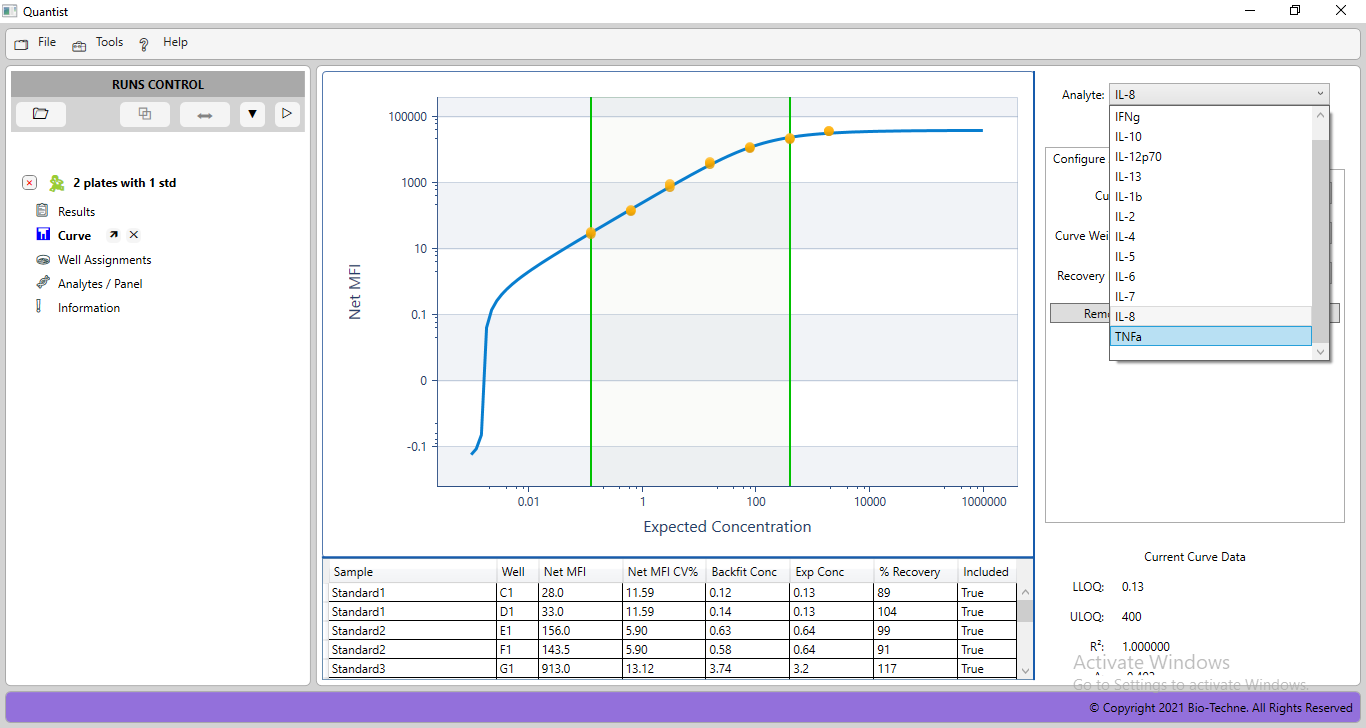 Quantist
File Tools ? Help
RUNS CONTROL
2 plates with 1 std
Results
Curve
Well Assignments
Analytes / Panel
Information
100000
1000
10
0.1
0
-0.1
Net MFI
0.01 1 100 10000 1000000
Expected Concentration
Analyte: IL-8
IFNg
IL-10
IL-12p70
IL-13
IL-1b
IL-2
IL-4
IL-5
IL-6
IL-7
IL-8
TNFa
Configure
Cu
Curve Wei
Recovery
Rem
Sample Well Net MFI Net MFI CV% Backfit Conc Exp Conc % Recovery Included
Standard1 C1 28.0 11.59 0.12 0.13 89 True
Standard1 D1 33.0 11.59 0.14 0.13 104 True
Standard2 E1 156.0 5.90 0.63 0.64 99 True
Standard2 F1 143.5 5.90 0.58 0.64 91 True
Standard3 G1 913.0 13.12 3.74 3.2 117 True
Current Curve Data
LLOQ: 0.13
ULOQ: 400
R²: 1.000000
Activate Windows
Go to Settings to activate Windows.
© Copyright 2021 Bio-Techne. All Rights Reserved